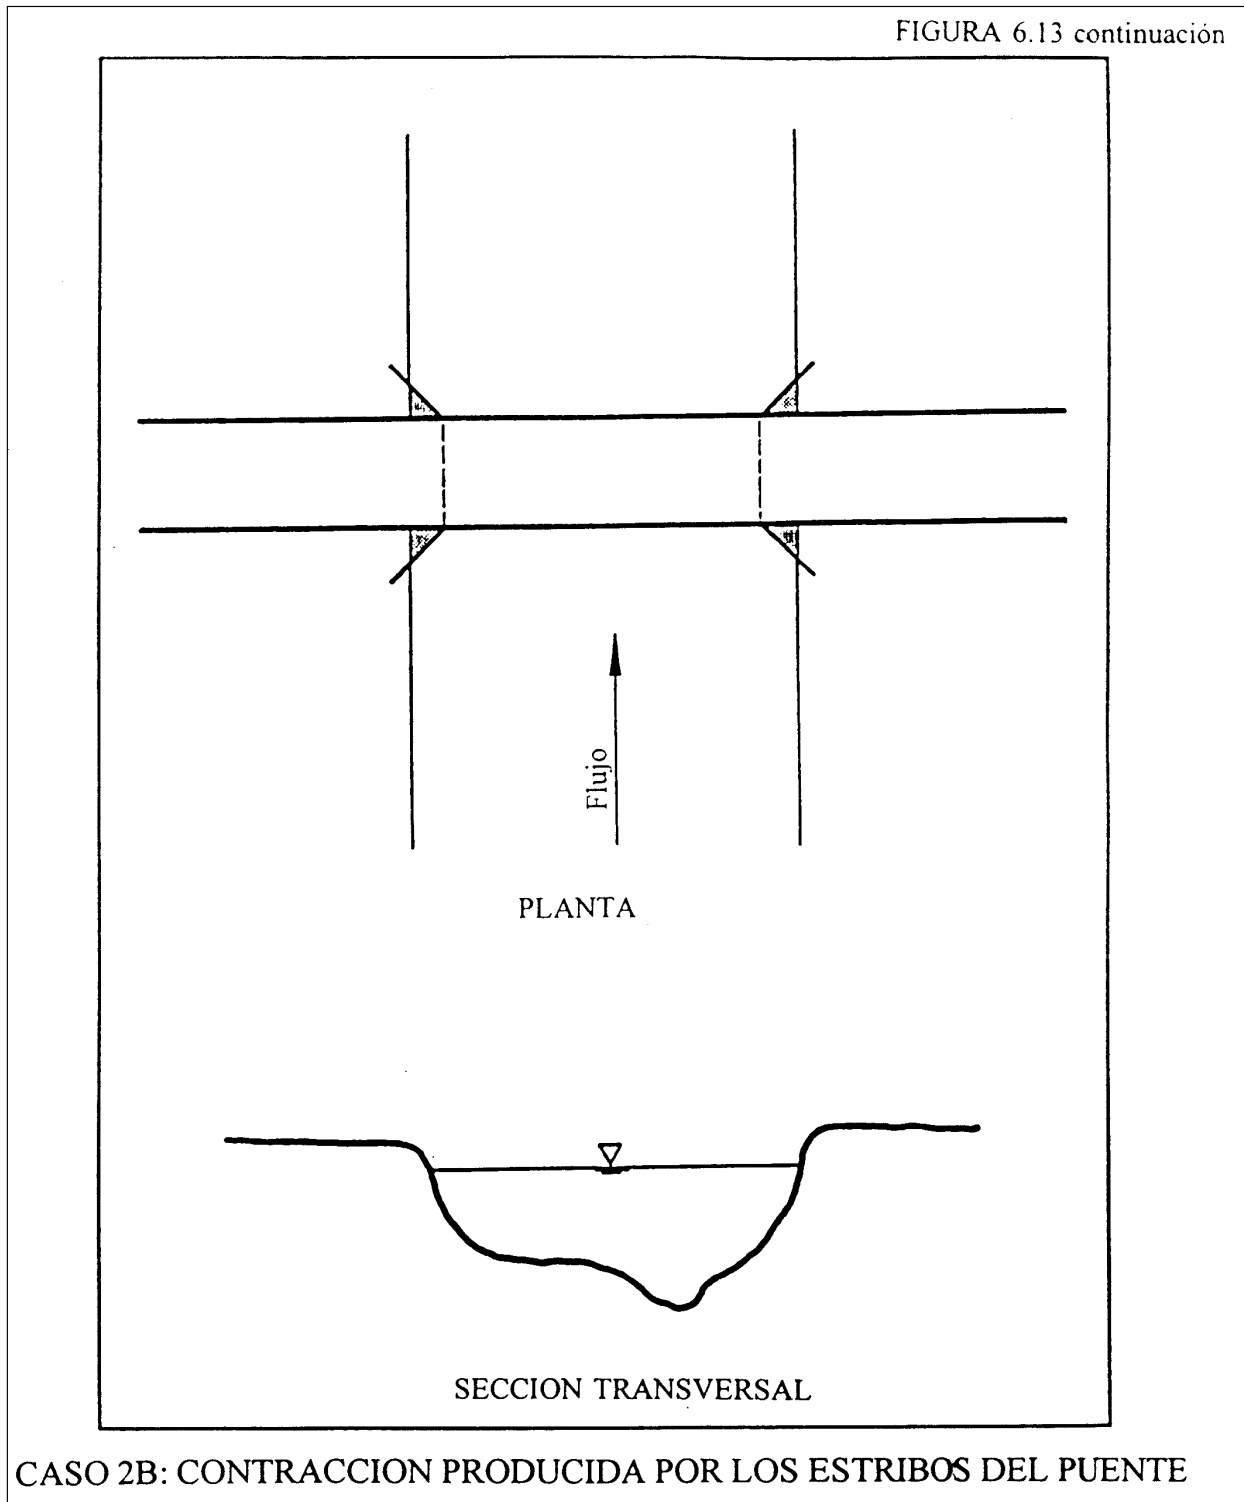 FIGURA 6.13 continuación
Flujo
PLANTA
SECCION TRANSVERSAL
CASO 2B: CONTRACCION PRODUCIDA POR LOS ESTRIBOS DEL PUENTE